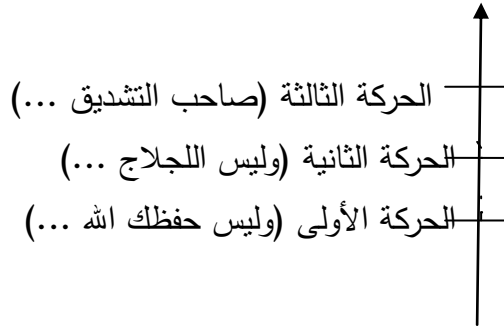 الحركة الثالثة (صاحب التشديق ...)
الحركة الثانية (وليس اللجلاج ...)
الحركة الأولى (وليس حفظك الله ...)